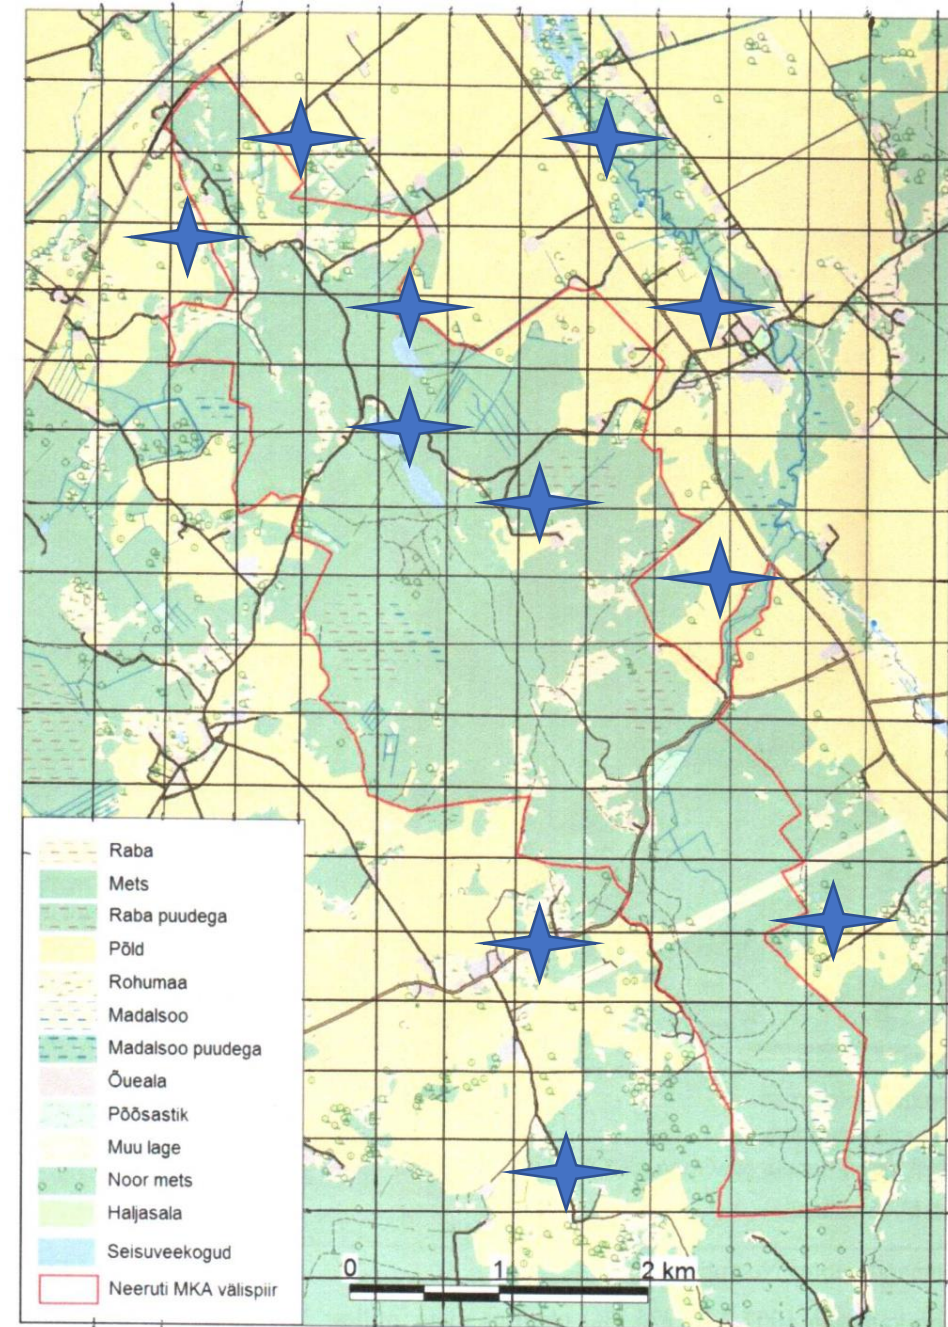 Raba
Mets
Raba puudega
Põld
Rohumaa
Madalsoo
Madalsoo puudega
Õueala
Põõsastik
Muu lage
Noor mets
Haljasala
Seisuveekogud
Neeruti MKA välispiir
0 1 2 km